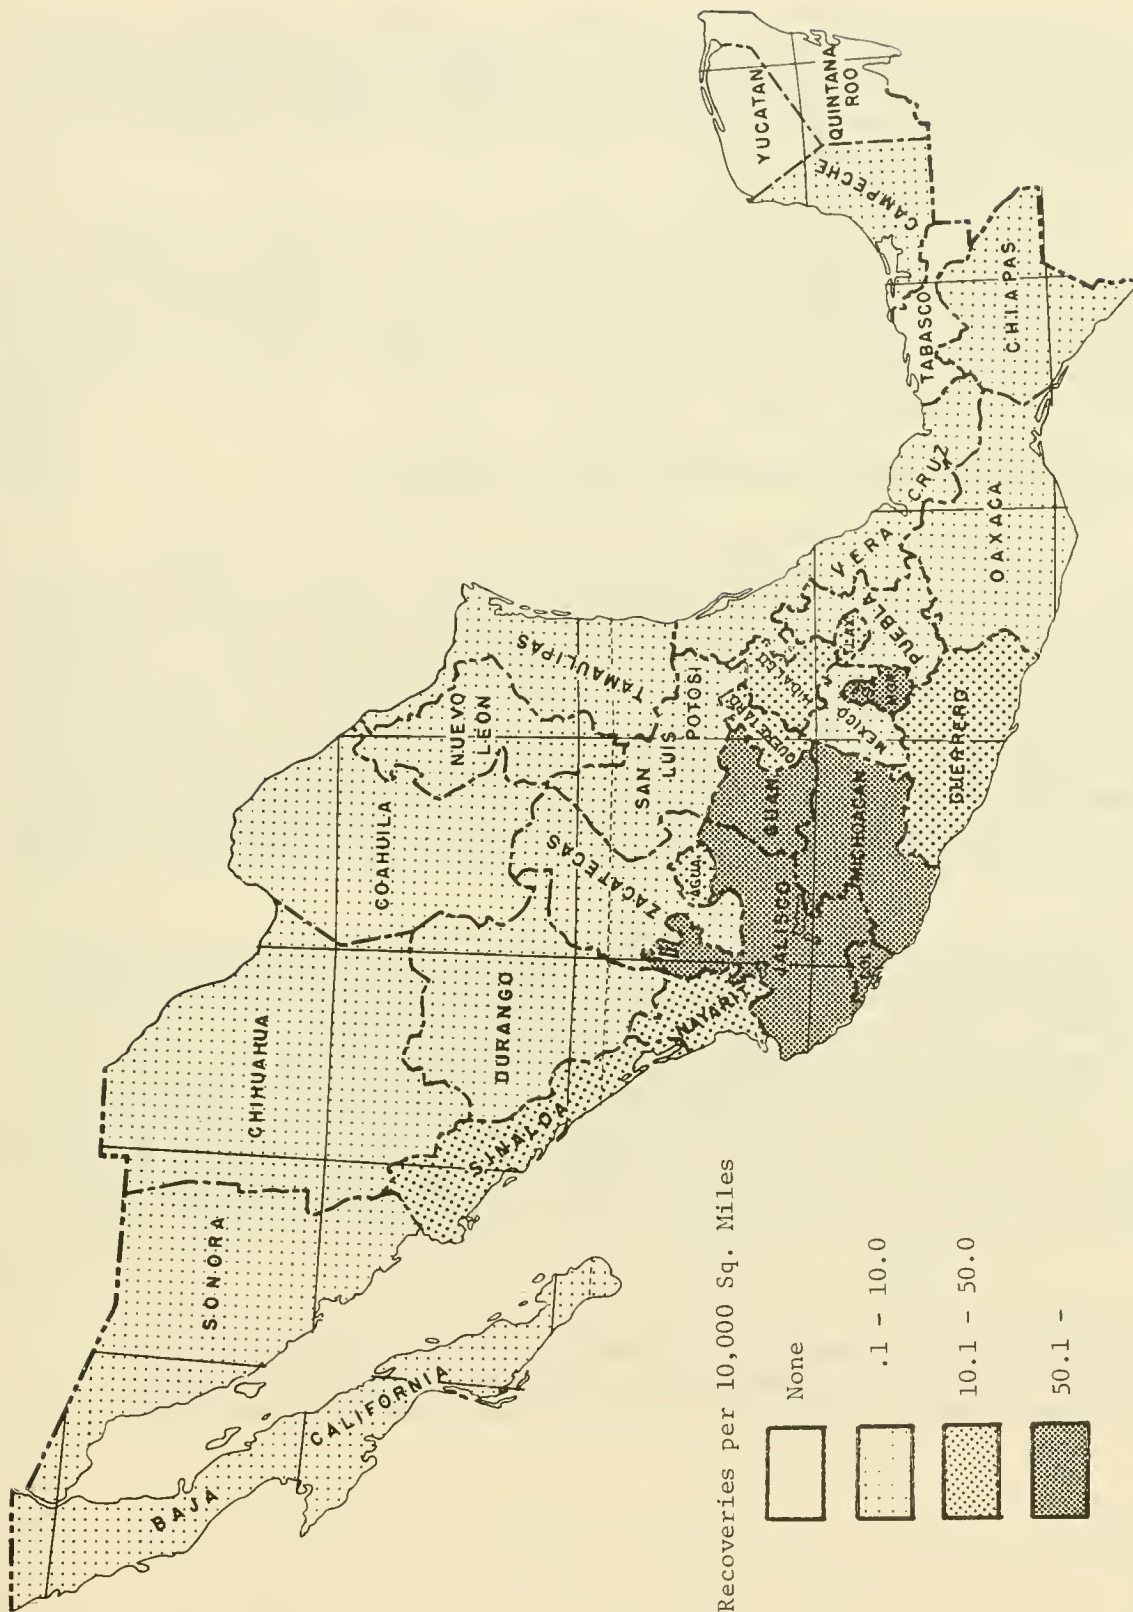 BAJA
CALIFORNIA
SONORA
CHIHUAHUA
COAHUILA
NUEVO
LEON
TAMAULIPAS
DURANGO
SINALOA
ZACATECAS
SAN
LUIS
POTOSI
NAYARIT
AGUA.
JALISCO
GUAN
QUERETARO
HIDALGO
COL.
MICHOACAN
MEXICO
MOR
TLAX
PUEBLA
VERA
CRUZ
GUERRERO
OAXACA
TABASCO
CHIAPAS
CAMPECHE
YUCATAN
QUINTANA
ROO
Recoveries per 10,000 Sq. Miles
None
.1 - 10.0
10.1 - 50.0
50.1 -